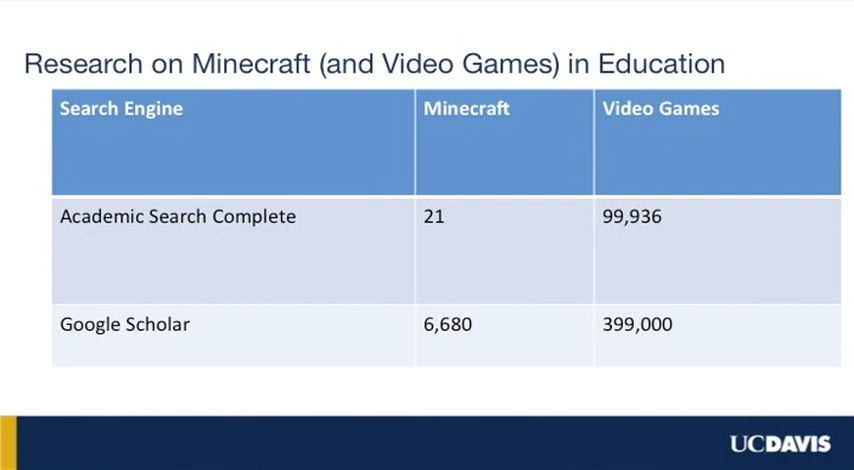 Research on Minecraft (and Video Games) in Education
Search Engine Minecraft Video Games
Academic Search Complete 21 99,936
Google Scholar 6,680 399,000
UCDAVIS